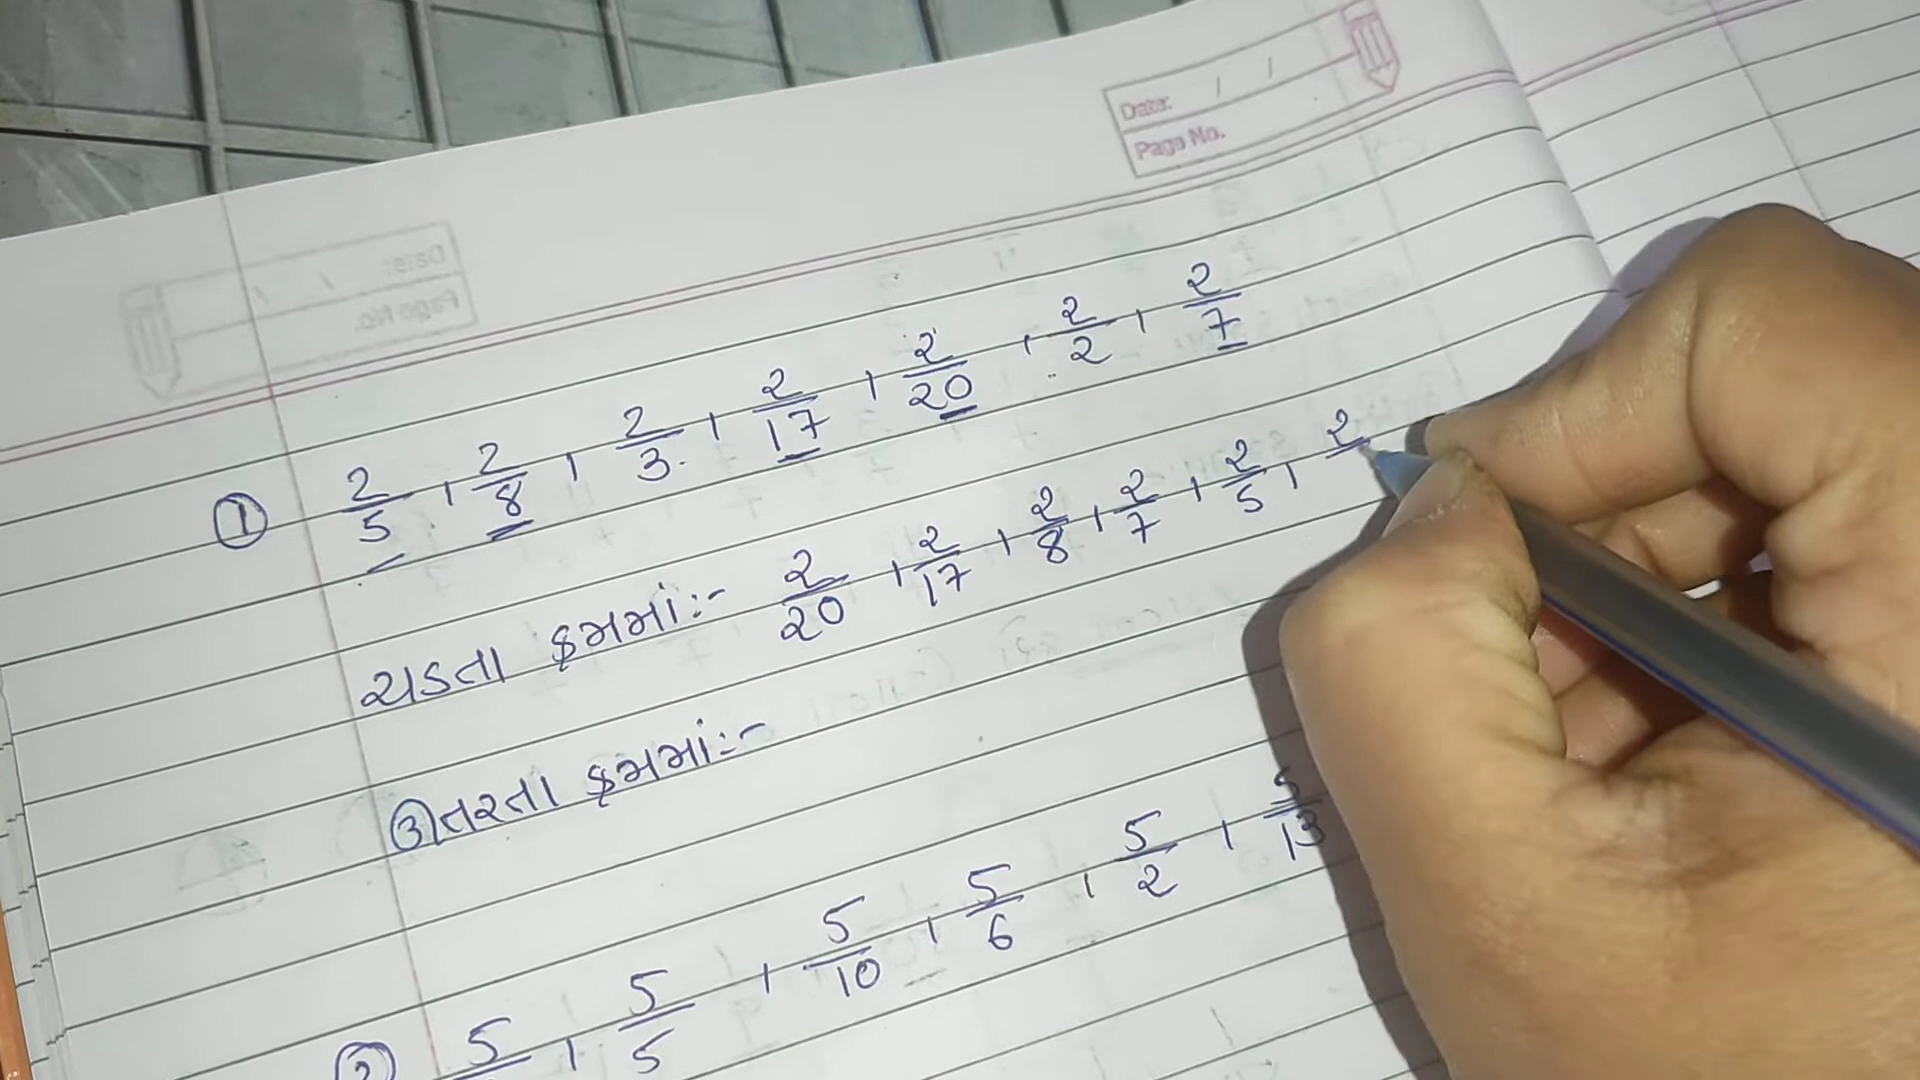 Date: / /
Page No.
① 2/5, 2/8, 2/3, 2/17, 2/20, 2/2, 2/7
ચડતા ક્રમમાં:- 2/20, 2/17, 2/8, 2/7, 2/5, 2/
ઊતરતા ક્રમમાં:-
② 5/ , 5/5, 5/10, 5/6, 5/2, 5/13